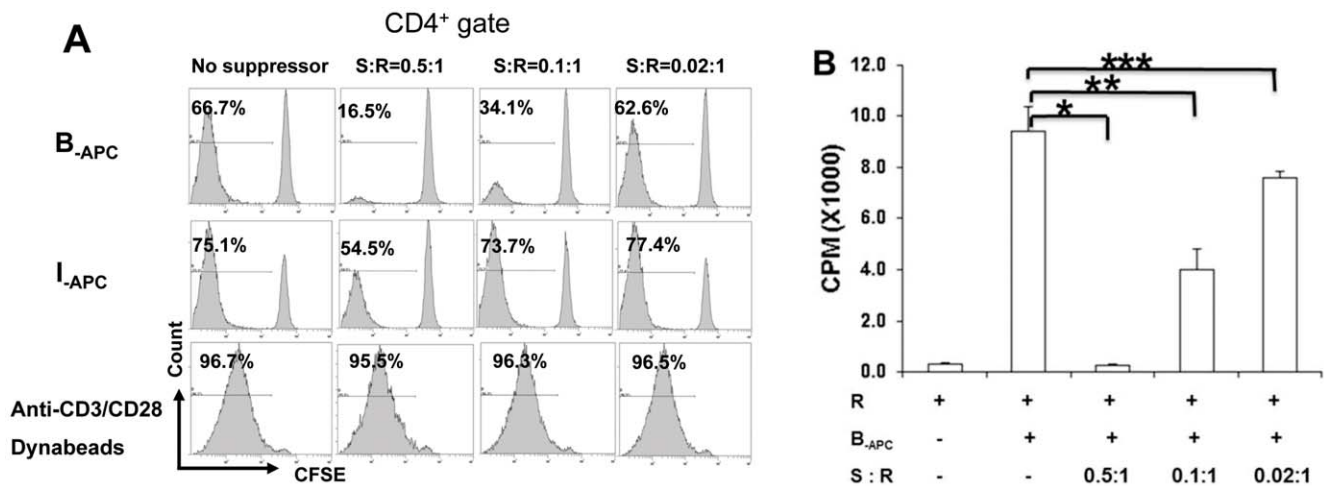 A
CD4+ gate
No suppressor S:R=0.5:1 S:R=0.1:1 S:R=0.02:1
B-APC
66.7% 16.5% 34.1% 62.6%
I-APC
75.1% 54.5% 73.7% 77.4%
Anti-CD3/CD28
Dynabeads
96.7% 95.5% 96.3% 96.5%
Count
CFSE
B
CPM (X1000)
12.0
10.0
8.0
6.0
4.0
2.0
0.0
***
**
*
R + + + + +
B-APC - + + + +
S : R - - 0.5:1 0.1:1 0.02:1